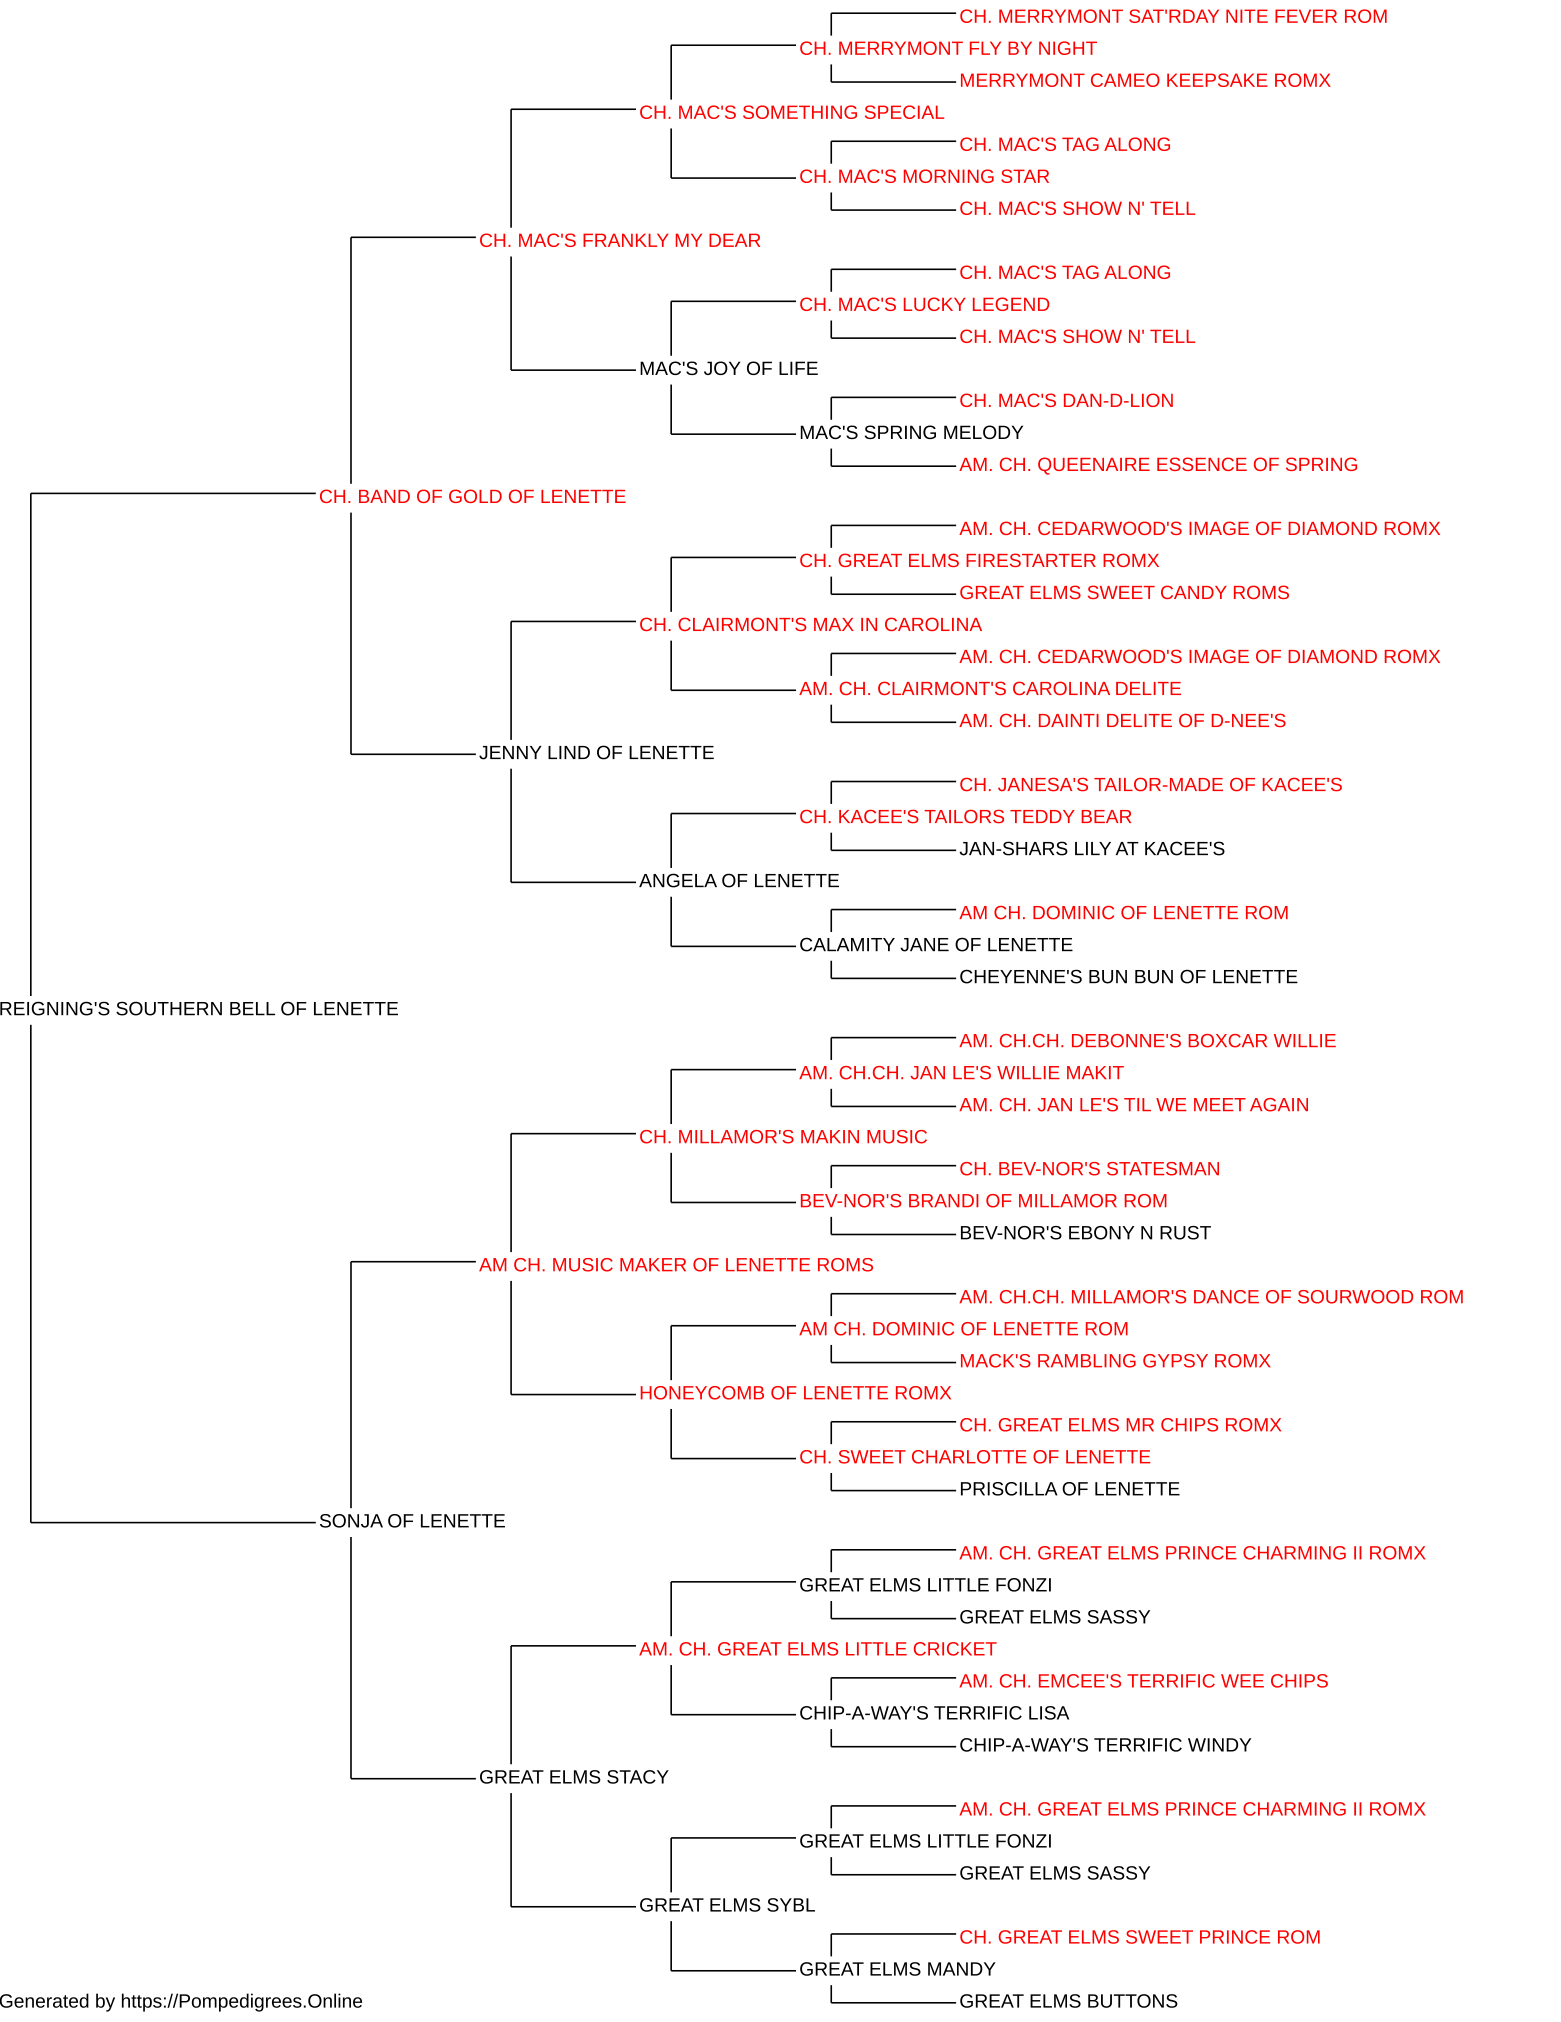 CH. MERRYMONT SAT'RDAY NITE FEVER ROM
CH. MERRYMONT FLY BY NIGHT
MERRYMONT CAMEO KEEPSAKE ROMX
CH. MAC'S SOMETHING SPECIAL
CH. MAC'S TAG ALONG
CH. MAC'S MORNING STAR
CH. MAC'S SHOW N' TELL
CH. MAC'S FRANKLY MY DEAR
CH. MAC'S TAG ALONG
CH. MAC'S LUCKY LEGEND
CH. MAC'S SHOW N' TELL
MAC'S JOY OF LIFE
CH. MAC'S DAN-D-LION
MAC'S SPRING MELODY
AM. CH. QUEENAIRE ESSENCE OF SPRING
CH. BAND OF GOLD OF LENETTE
AM. CH. CEDARWOOD'S IMAGE OF DIAMOND ROMX
CH. GREAT ELMS FIRESTARTER ROMX
GREAT ELMS SWEET CANDY ROMS
CH. CLAIRMONT'S MAX IN CAROLINA
AM. CH. CEDARWOOD'S IMAGE OF DIAMOND ROMX
AM. CH. CLAIRMONT'S CAROLINA DELITE
AM. CH. DAINTI DELITE OF D-NEE'S
JENNY LIND OF LENETTE
CH. JANESA'S TAILOR-MADE OF KACEE'S
CH. KACEE'S TAILORS TEDDY BEAR
JAN-SHARS LILY AT KACEE'S
ANGELA OF LENETTE
AM CH. DOMINIC OF LENETTE ROM
CALAMITY JANE OF LENETTE
CHEYENNE'S BUN BUN OF LENETTE
REIGNING'S SOUTHERN BELL OF LENETTE
AM. CH.CH. DEBONNE'S BOXCAR WILLIE
AM. CH.CH. JAN LE'S WILLIE MAKIT
AM. CH. JAN LE'S TIL WE MEET AGAIN
CH. MILLAMOR'S MAKIN MUSIC
CH. BEV-NOR'S STATESMAN
BEV-NOR'S BRANDI OF MILLAMOR ROM
BEV-NOR'S EBONY N RUST
AM CH. MUSIC MAKER OF LENETTE ROMS
AM. CH.CH. MILLAMOR'S DANCE OF SOURWOOD ROM
AM CH. DOMINIC OF LENETTE ROM
MACK'S RAMBLING GYPSY ROMX
HONEYCOMB OF LENETTE ROMX
CH. GREAT ELMS MR CHIPS ROMX
CH. SWEET CHARLOTTE OF LENETTE
PRISCILLA OF LENETTE
SONJA OF LENETTE
AM. CH. GREAT ELMS PRINCE CHARMING II ROMX
GREAT ELMS LITTLE FONZI
GREAT ELMS SASSY
AM. CH. GREAT ELMS LITTLE CRICKET
AM. CH. EMCEE'S TERRIFIC WEE CHIPS
CHIP-A-WAY'S TERRIFIC LISA
CHIP-A-WAY'S TERRIFIC WINDY
GREAT ELMS STACY
AM. CH. GREAT ELMS PRINCE CHARMING II ROMX
GREAT ELMS LITTLE FONZI
GREAT ELMS SASSY
GREAT ELMS SYBL
CH. GREAT ELMS SWEET PRINCE ROM
GREAT ELMS MANDY
GREAT ELMS BUTTONS
Generated by https://Pompedigrees.Online